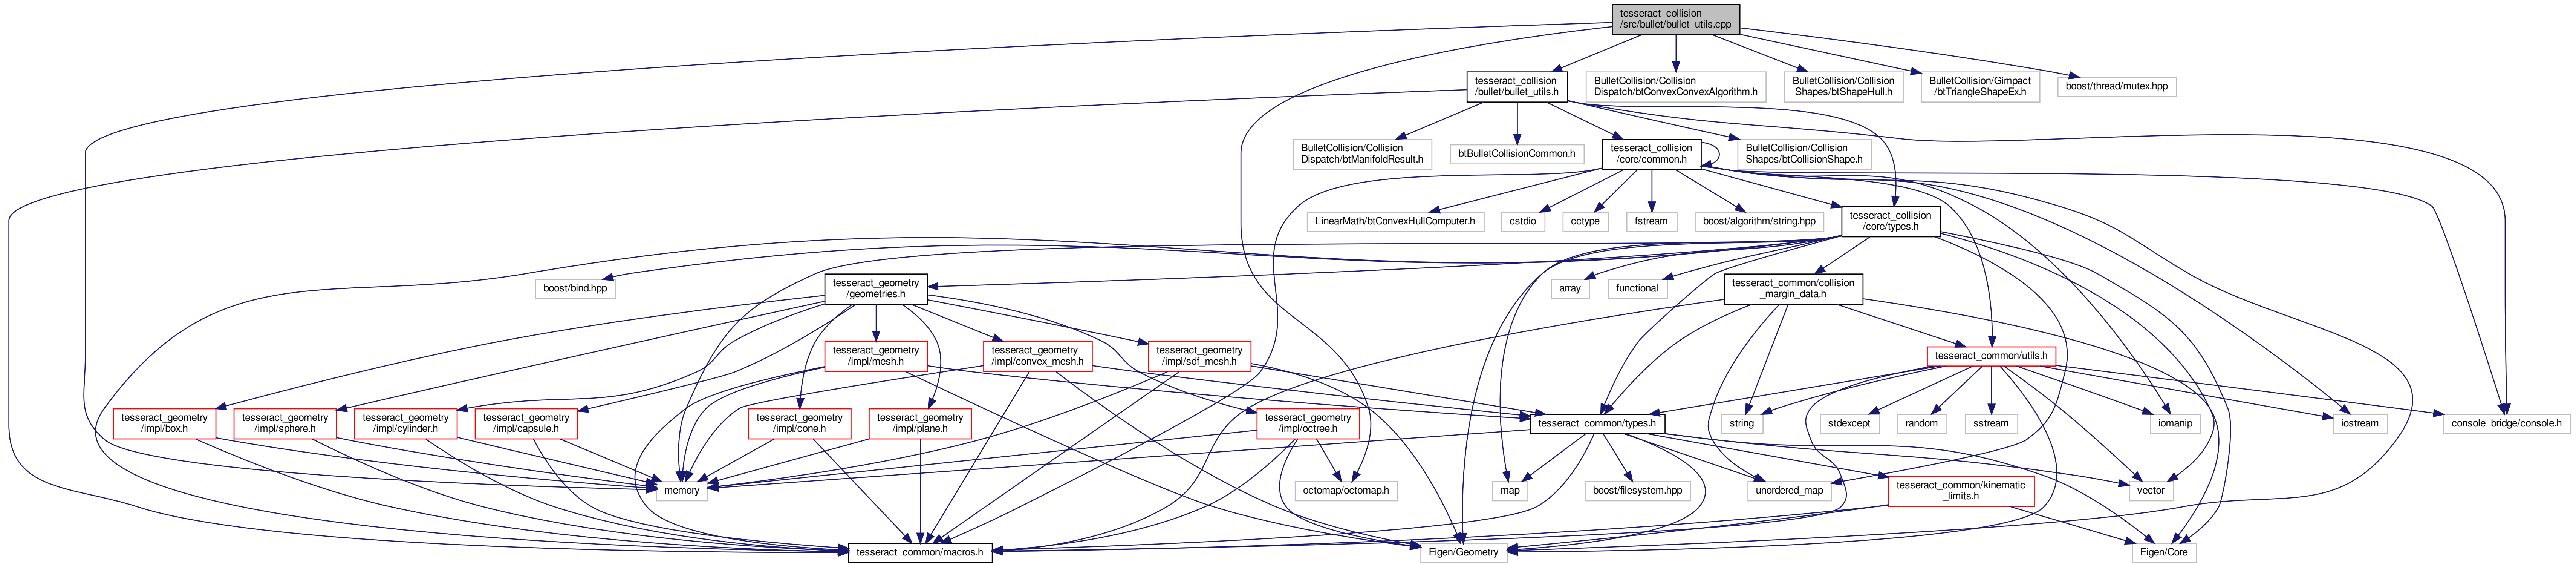 tesseract_collision
/src/bullet/bullet_utils.cpp
tesseract_collision
/bullet/bullet_utils.h
BulletCollision/Collision
Dispatch/btConvexConvexAlgorithm.h
BulletCollision/Collision
Shapes/btShapeHull.h
BulletCollision/Gimpact
/btTriangleShapeEx.h
boost/thread/mutex.hpp
BulletCollision/Collision
Dispatch/btManifoldResult.h
btBulletCollisionCommon.h
tesseract_collision
/core/common.h
BulletCollision/Collision
Shapes/btCollisionShape.h
LinearMath/btConvexHullComputer.h
cstdio
cctype
fstream
boost/algorithm/string.hpp
tesseract_collision
/core/types.h
boost/bind.hpp
tesseract_geometry
/geometries.h
array
functional
tesseract_common/collision
_margin_data.h
tesseract_geometry
/impl/mesh.h
tesseract_geometry
/impl/convex_mesh.h
tesseract_geometry
/impl/sdf_mesh.h
tesseract_common/utils.h
tesseract_geometry
/impl/box.h
tesseract_geometry
/impl/sphere.h
tesseract_geometry
/impl/cylinder.h
tesseract_geometry
/impl/capsule.h
tesseract_geometry
/impl/cone.h
tesseract_geometry
/impl/plane.h
tesseract_geometry
/impl/octree.h
tesseract_common/types.h
string
stdexcept
random
sstream
iomanip
iostream
console_bridge/console.h
memory
octomap/octomap.h
map
boost/filesystem.hpp
unordered_map
tesseract_common/kinematic
_limits.h
vector
tesseract_common/macros.h
Eigen/Geometry
Eigen/Core